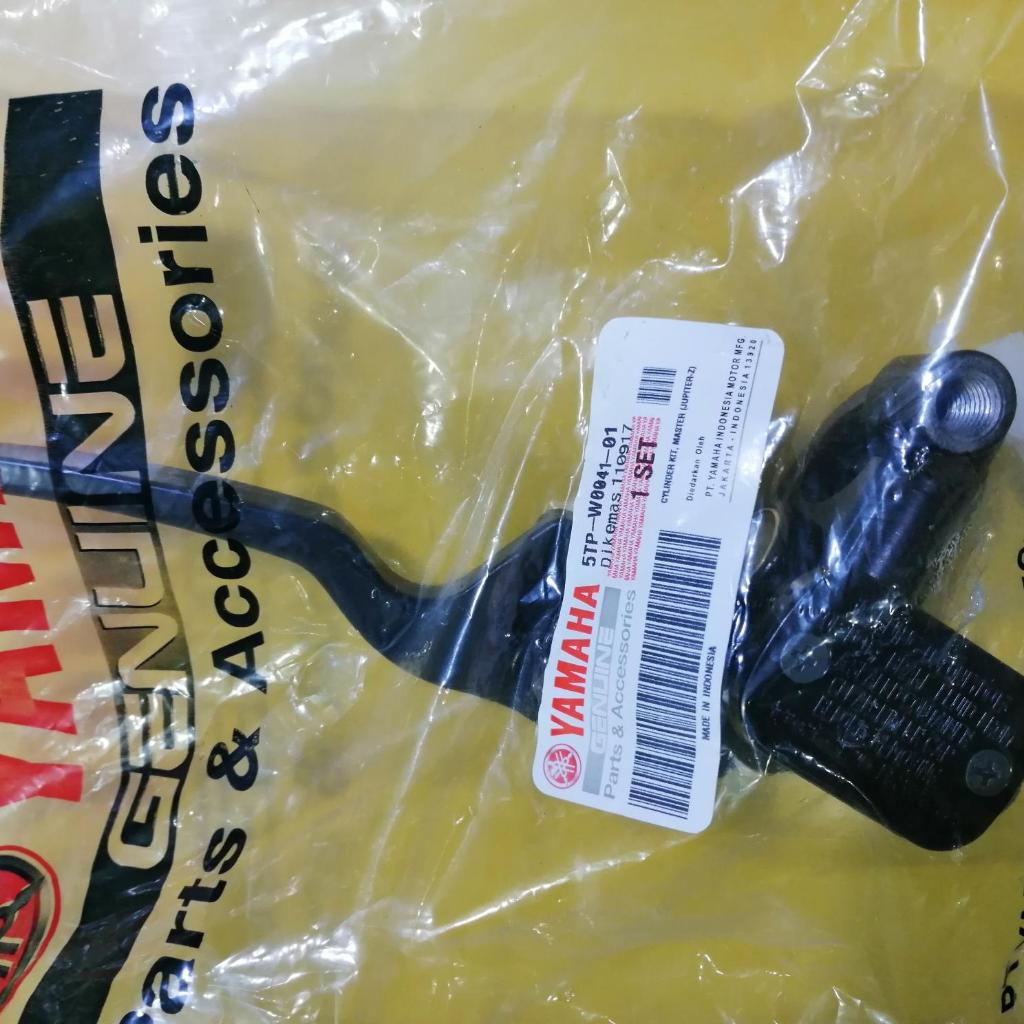 YAMAHA
GENUINE
Parts & Accessories
YAMAHA
GENUINE
Parts & Accessories
5TP-W0041-01
Dikemas 110917
1 SET
CYLINDER KIT, MASTER (JUPITER-Z)
Diedarkan Oleh
PT. YAMAHA INDONESIA MOTOR MFG
JAKARTA - INDONESIA 13920
MADE IN INDONESIA